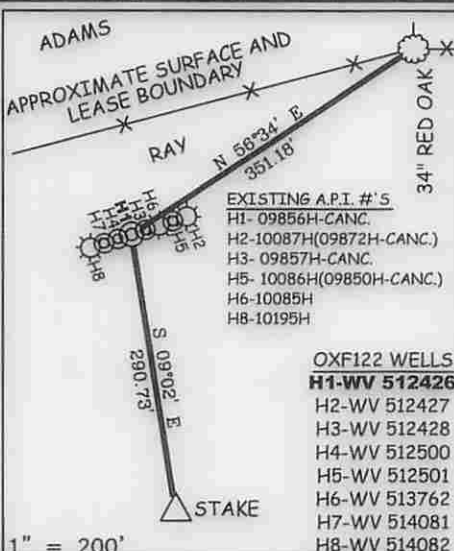 ADAMS
APPROXIMATE SURFACE AND
LEASE BOUNDARY
RAY
N 56°34' E
351.18'
34" RED OAK
EXISTING A.P.I. #'S
H1- 09856H-CANC.
H2-10087H(09872H-CANC.)
H3- 09857H-CANC.
H5- 10086H(09850H-CANC.)
H6-10085H
H8-10195H
H8
H7
H4
H1
H3
H6
H5
H2
S 09°02' E
290.73'
STAKE
OXF122 WELLS
H1-WV 512426
H2-WV 512427
H3-WV 512428
H4-WV 512500
H5-WV 512501
H6-WV 513762
H7-WV 514081
H8-WV 514082
1" = 200'